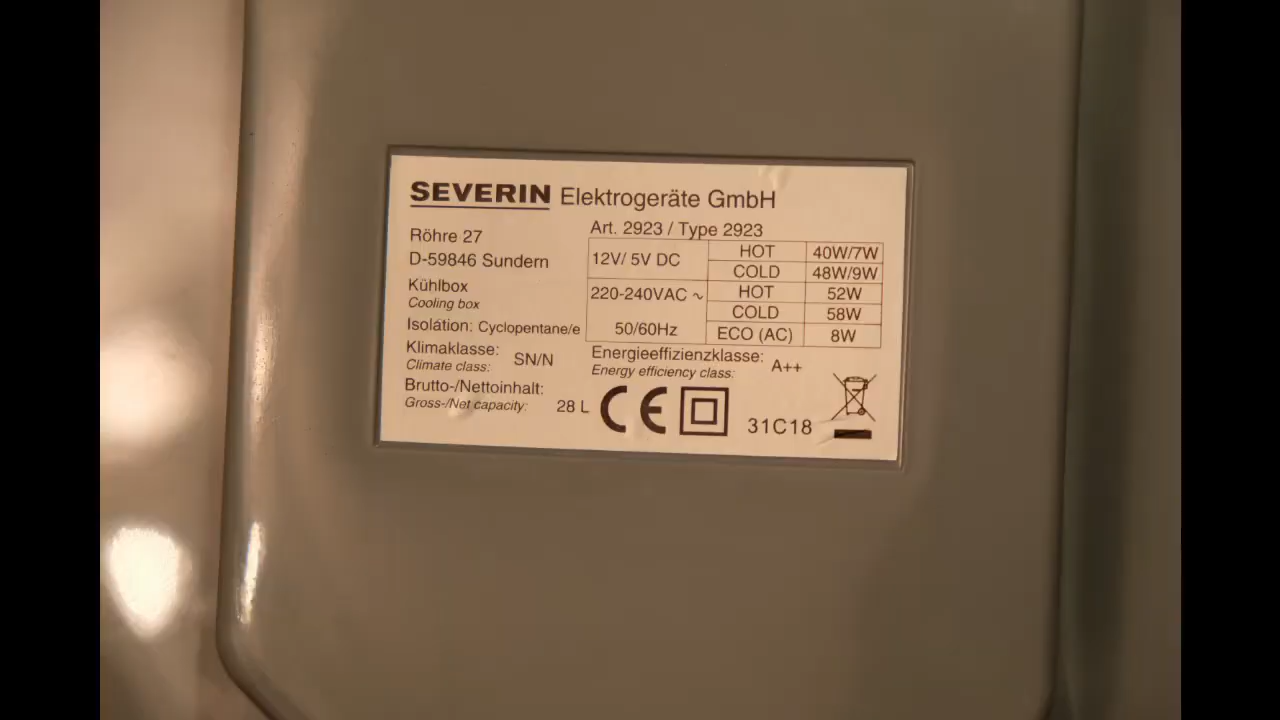 SEVERIN Elektrogeräte GmbH
Art. 2923 / Type 2923
Röhre 27
D-59846 Sundern
Kühlbox
Cooling box
Isolátion: Cyclopentane/e
Klimaklasse: SN/N
Climate class:
Brutto-/Nettoinhalt: 28 L
Gross-/Net capacity:
12V/ 5V DC HOT 40W/7W
COLD 48W/9W
220-240VAC ~ HOT 52W
COLD 58W
50/60Hz ECO (AC) 8W
Energieeffizienzklasse: A++
Energy efficiency class:
CE 31C18